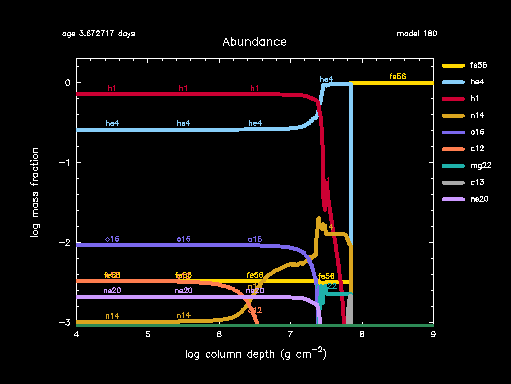 age 3.672717 days
model 180
Abundance
fe56
he4
h1
n14
o16
c12
mg22
c13
ne20
he4
fe56
h1 h1 h1
he4 he4 he4
o16 o16 o16
fe56 fe56 fe56 fe56
ne20 ne20 ne20
n14 n14
c12
0
-1
-2
-3
4 5 6 7 8 9
log mass fraction
log column depth (g cm⁻²)